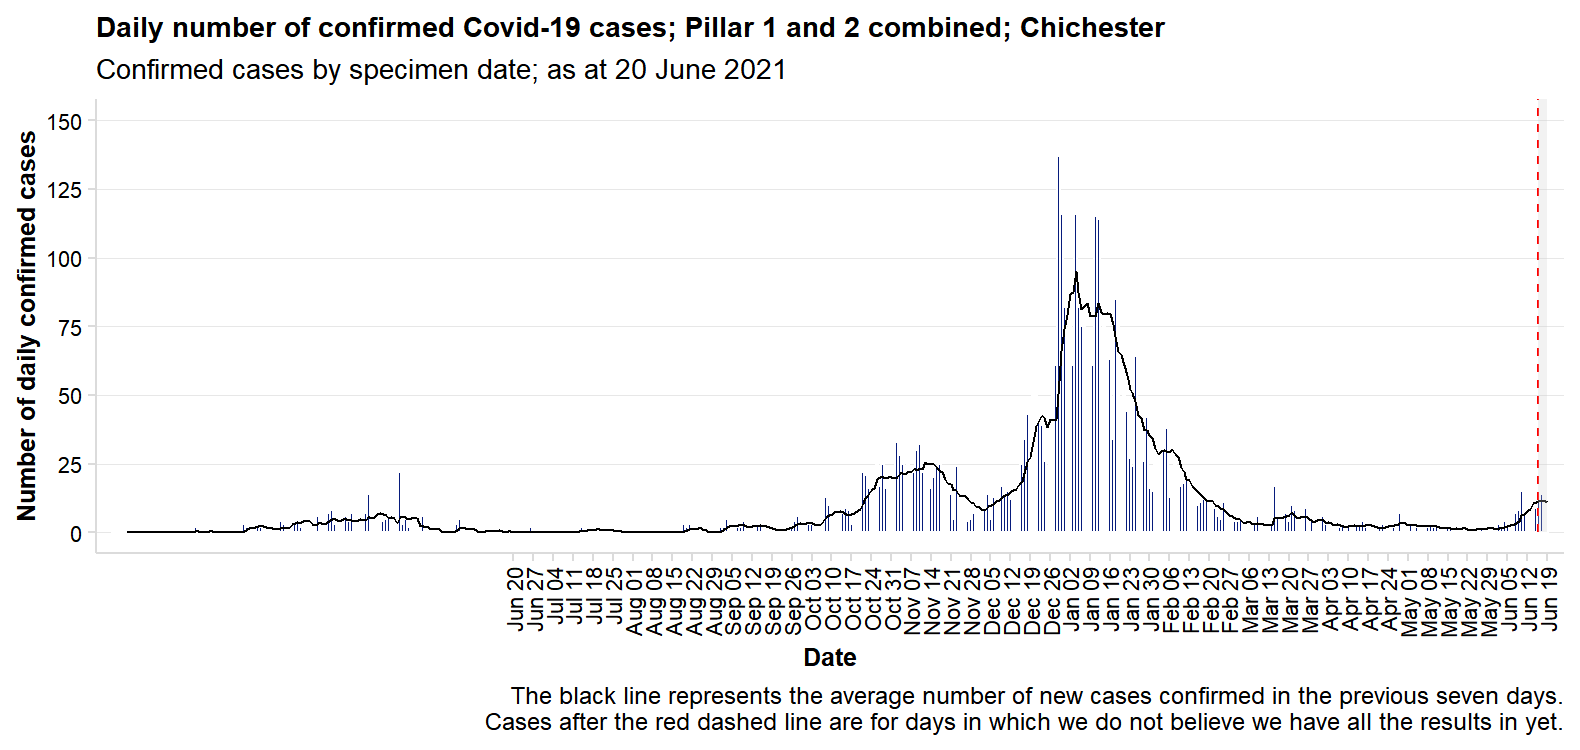 Daily number of confirmed Covid-19 cases; Pillar 1 and 2 combined; Chichester
Confirmed cases by specimen date; as at 20 June 2021
Number of daily confirmed cases
150
125
100
75
50
25
0
Jun 20
Jun 27
Jul 04
Jul 11
Jul 18
Jul 25
Aug 01
Aug 08
Aug 15
Aug 22
Aug 29
Sep 05
Sep 12
Sep 19
Sep 26
Oct 03
Oct 10
Oct 17
Oct 24
Oct 31
Nov 07
Nov 14
Nov 21
Nov 28
Dec 05
Dec 12
Dec 19
Dec 26
Jan 02
Jan 09
Jan 16
Jan 23
Jan 30
Feb 06
Feb 13
Feb 20
Feb 27
Mar 06
Mar 13
Mar 20
Mar 27
Apr 03
Apr 10
Apr 17
Apr 24
May 01
May 08
May 15
May 22
May 29
Jun 05
Jun 12
Jun 19
Date
The black line represents the average number of new cases confirmed in the previous seven days.
Cases after the red dashed line are for days in which we do not believe we have all the results in yet.